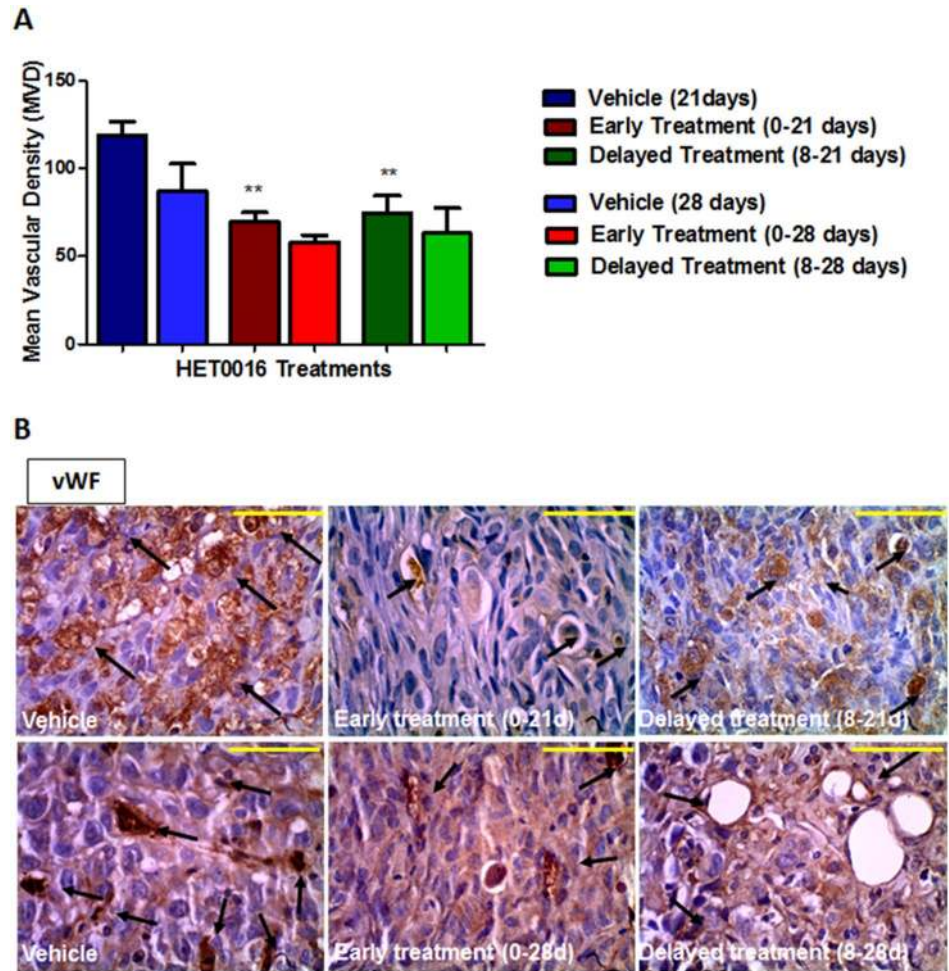 A
Mean Vascular Density (MVD)
150
100
50
0
**
**
HET0016 Treatments
Vehicle (21days)
Early Treatment (0-21 days)
Delayed Treatment (8-21 days)
Vehicle (28 days)
Early Treatment (0-28 days)
Delayed Treatment (8-28 days)
B
vWF
Vehicle
Early treatment (0-21d)
Delayed treatment (8-21d)
Vehicle
Early treatment (0-28d)
Delayed treatment (8-28d)